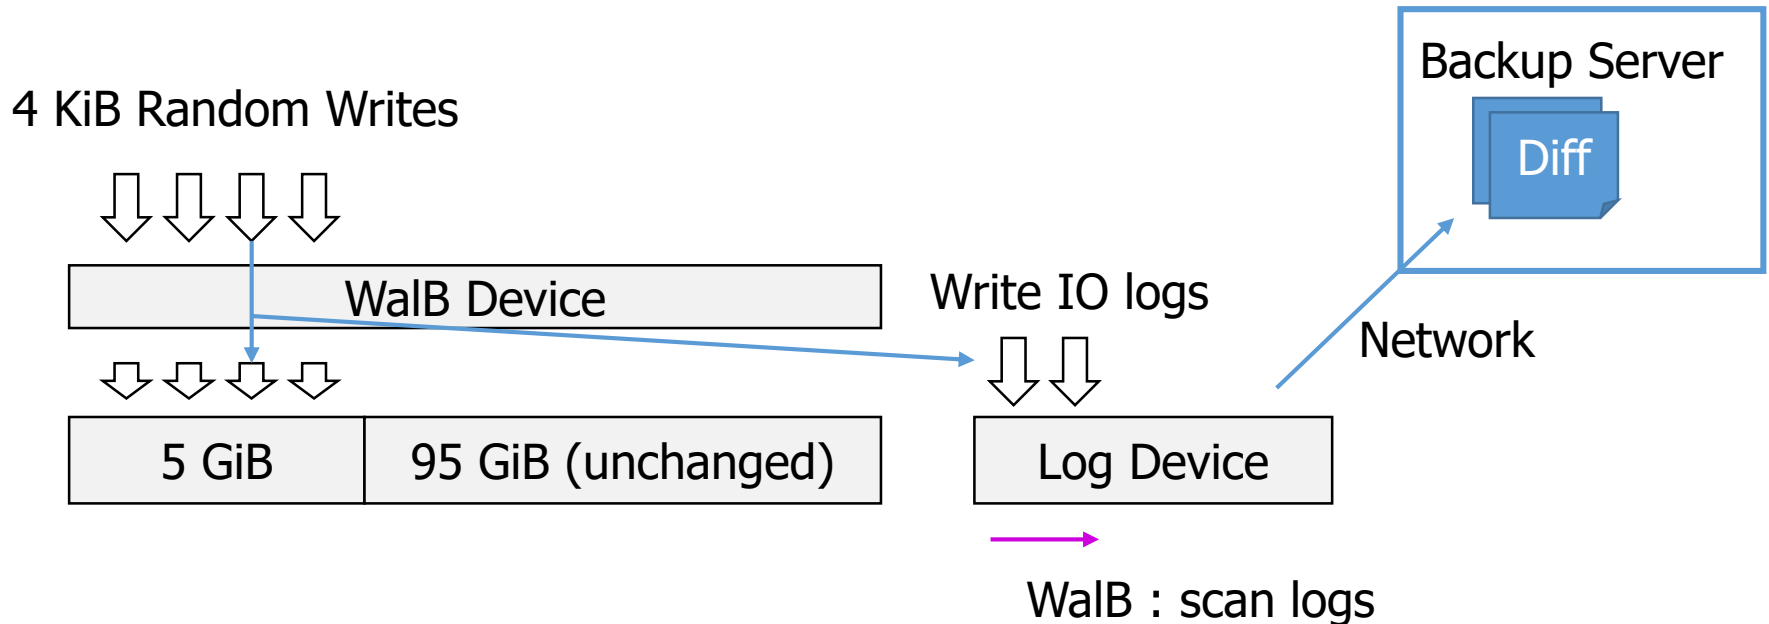 Backup Server
4 KiB Random Writes
Diff
WalB Device
Write IO logs
Network
5 GiB
95 GiB (unchanged)
Log Device
WalB : scan logs